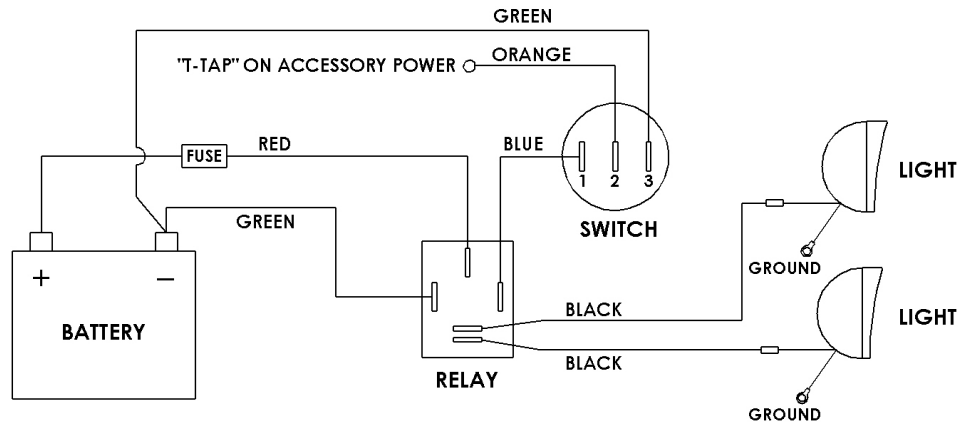 GREEN
"T-TAP" ON ACCESSORY POWER
ORANGE
FUSE
RED
BLUE
1 2 3
SWITCH
LIGHT
GREEN
GROUND
+ –
BATTERY
BLACK
LIGHT
BLACK
RELAY
GROUND